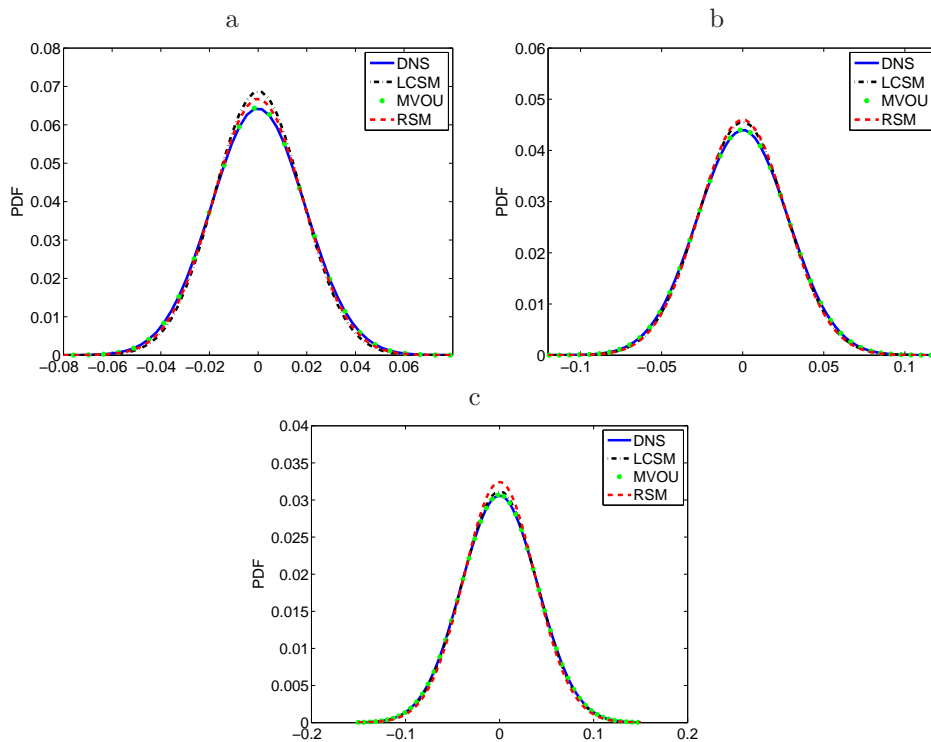 a
0.08
0.07
0.06
0.05
0.04
0.03
0.02
0.01
0
PDF
−0.08 −0.06 −0.04 −0.02 0 0.02 0.04 0.06
DNS
LCSM
MVOU
RSM
b
0.06
0.05
0.04
0.03
0.02
0.01
0
PDF
−0.1 −0.05 0 0.05 0.1
DNS
LCSM
MVOU
RSM
c
0.04
0.035
0.03
0.025
0.02
0.015
0.01
0.005
0
PDF
−0.2 −0.1 0 0.1 0.2
DNS
LCSM
MVOU
RSM